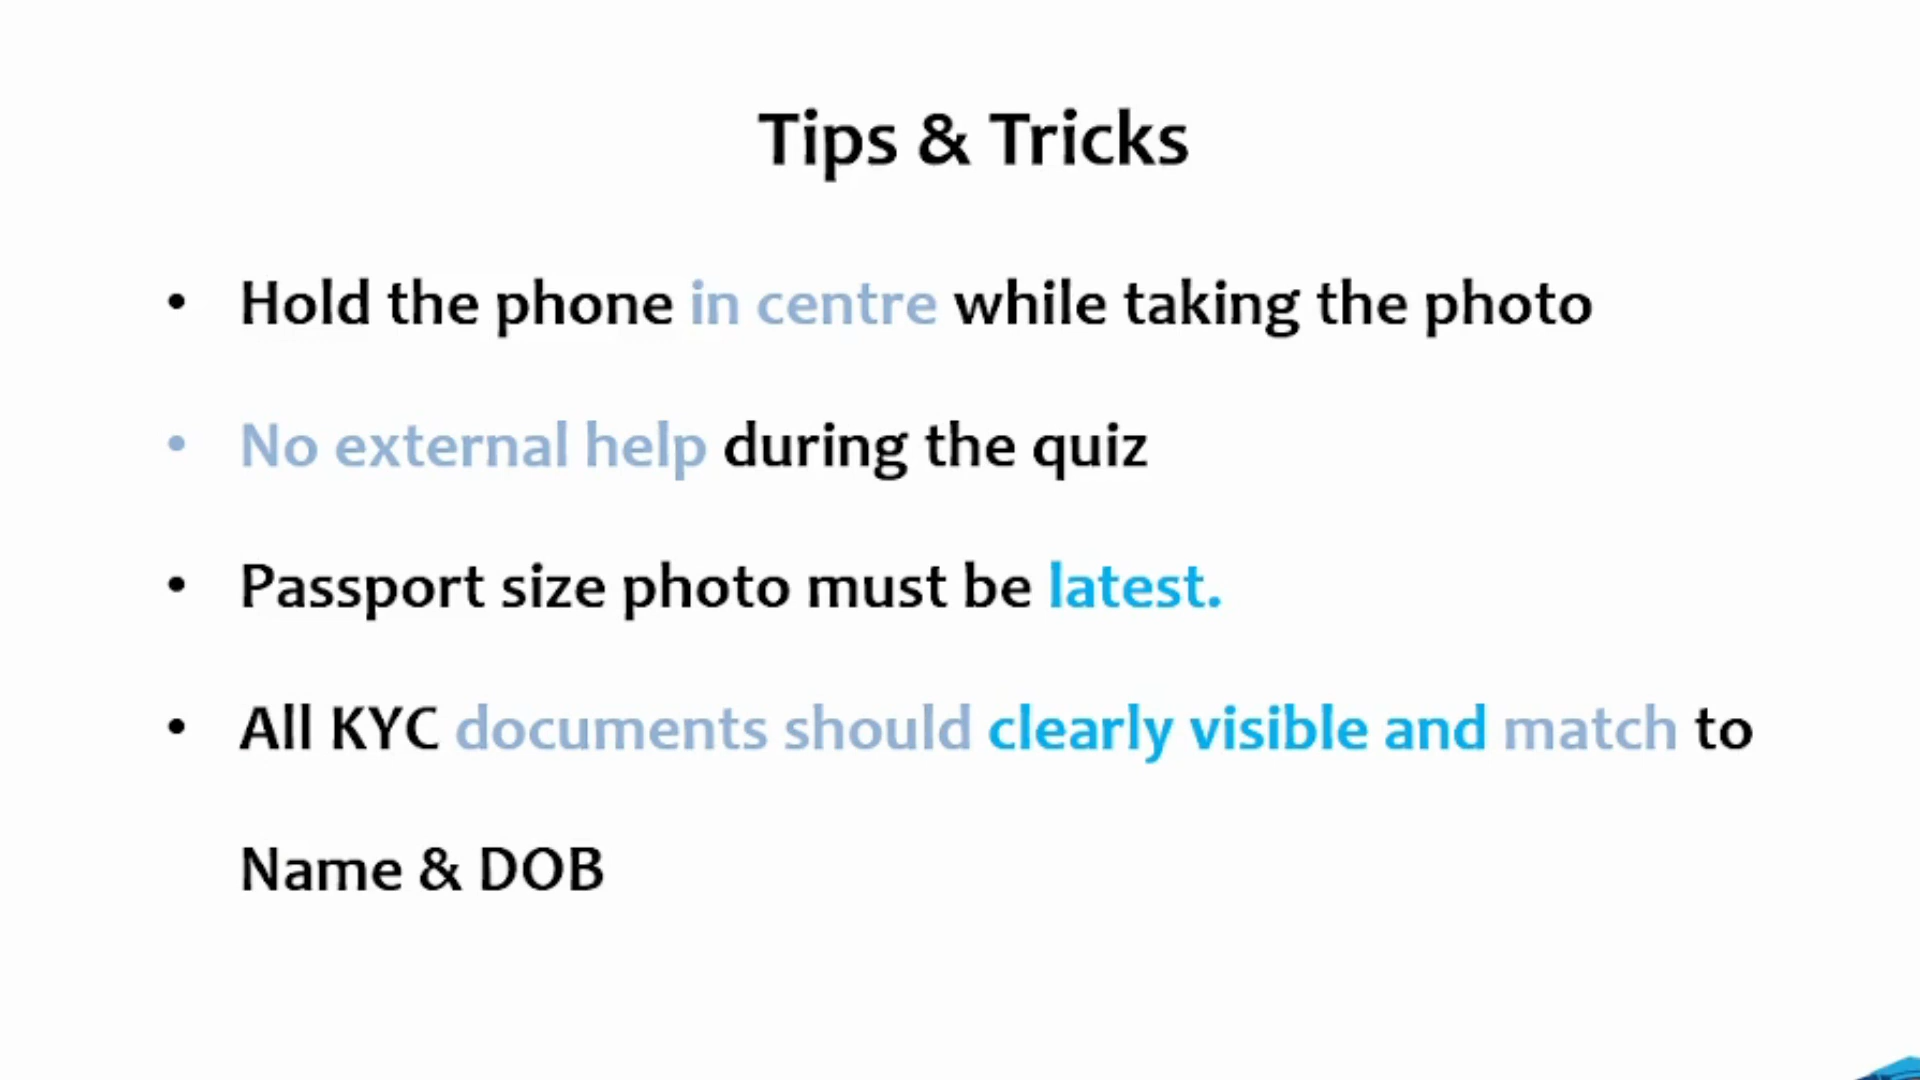 Tips & Tricks
• Hold the phone in centre while taking the photo
• No external help during the quiz
• Passport size photo must be latest.
• All KYC documents should clearly visible and match to
Name & DOB